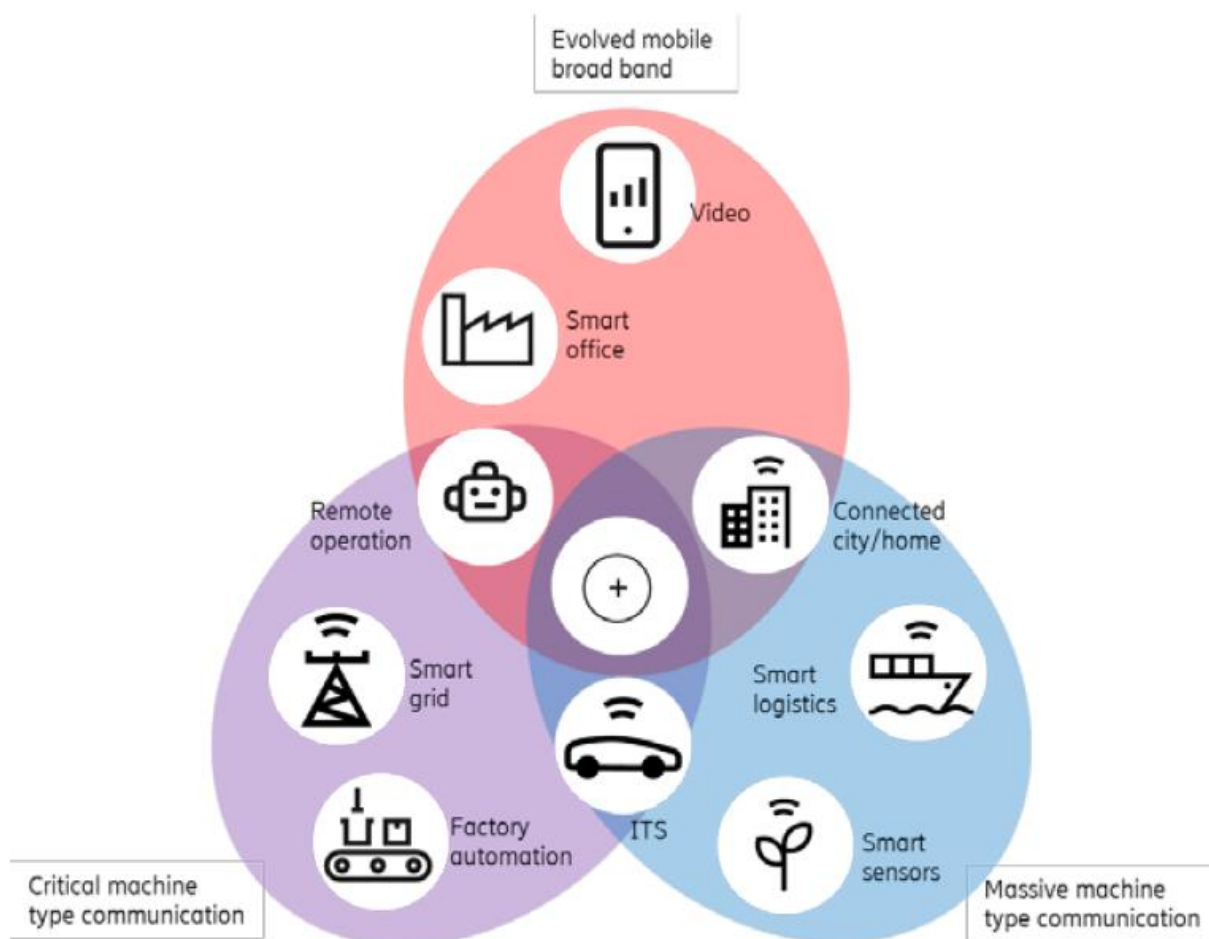 Evolved mobile
broad band
Video
Smart
office
Remote
operation
Connected
city/home
Smart
grid
Smart
logistics
Factory
automation
ITS
Smart
sensors
Critical machine
type communication
Massive machine
type communication